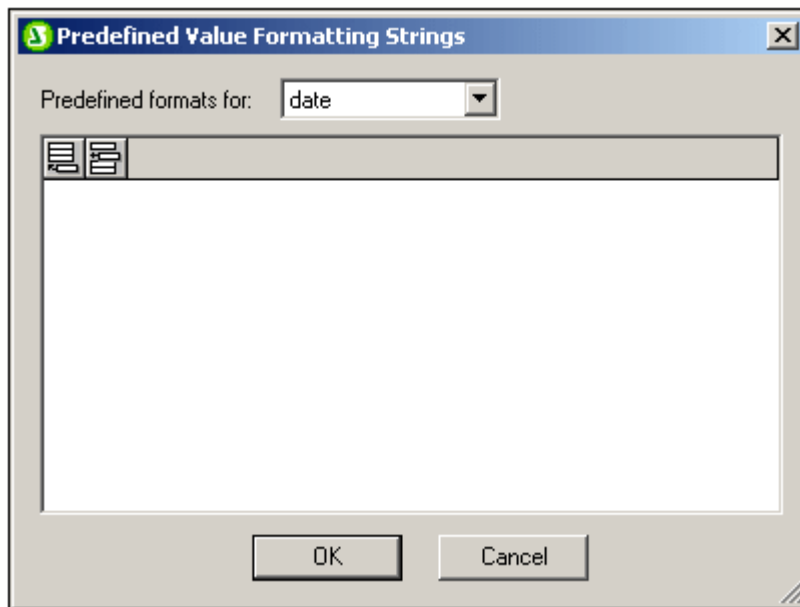 Predefined Value Formatting Strings
Predefined formats for: date
OK Cancel